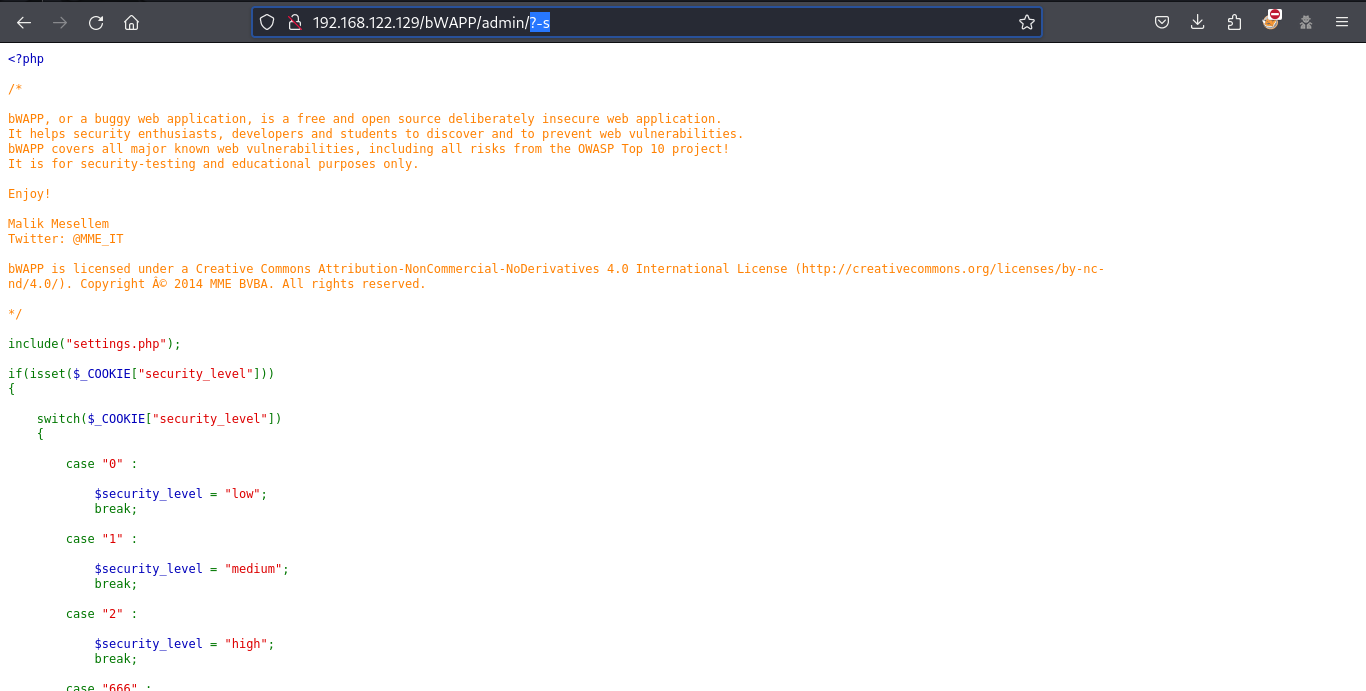 192.168.122.129/bWAPP/admin/?-s
<?php
/*
bWAPP, or a buggy web application, is a free and open source deliberately insecure web application.
It helps security enthusiasts, developers and students to discover and to prevent web vulnerabilities.
bWAPP covers all major known web vulnerabilities, including all risks from the OWASP Top 10 project!
It is for security-testing and educational purposes only.
Enjoy!
Malik Mesellem
Twitter: @MME_IT
bWAPP is licensed under a Creative Commons Attribution-NonCommercial-NoDerivatives 4.0 International License (http://creativecommons.org/licenses/by-nc-
nd/4.0/). Copyright Â© 2014 MME BVBA. All rights reserved.
*/
include("settings.php");
if(isset($_COOKIE["security_level"]))
{
switch($_COOKIE["security_level"])
{
case "0" :
$security_level = "low";
break;
case "1" :
$security_level = "medium";
break;
case "2" :
$security_level = "high";
break;
case "666" :